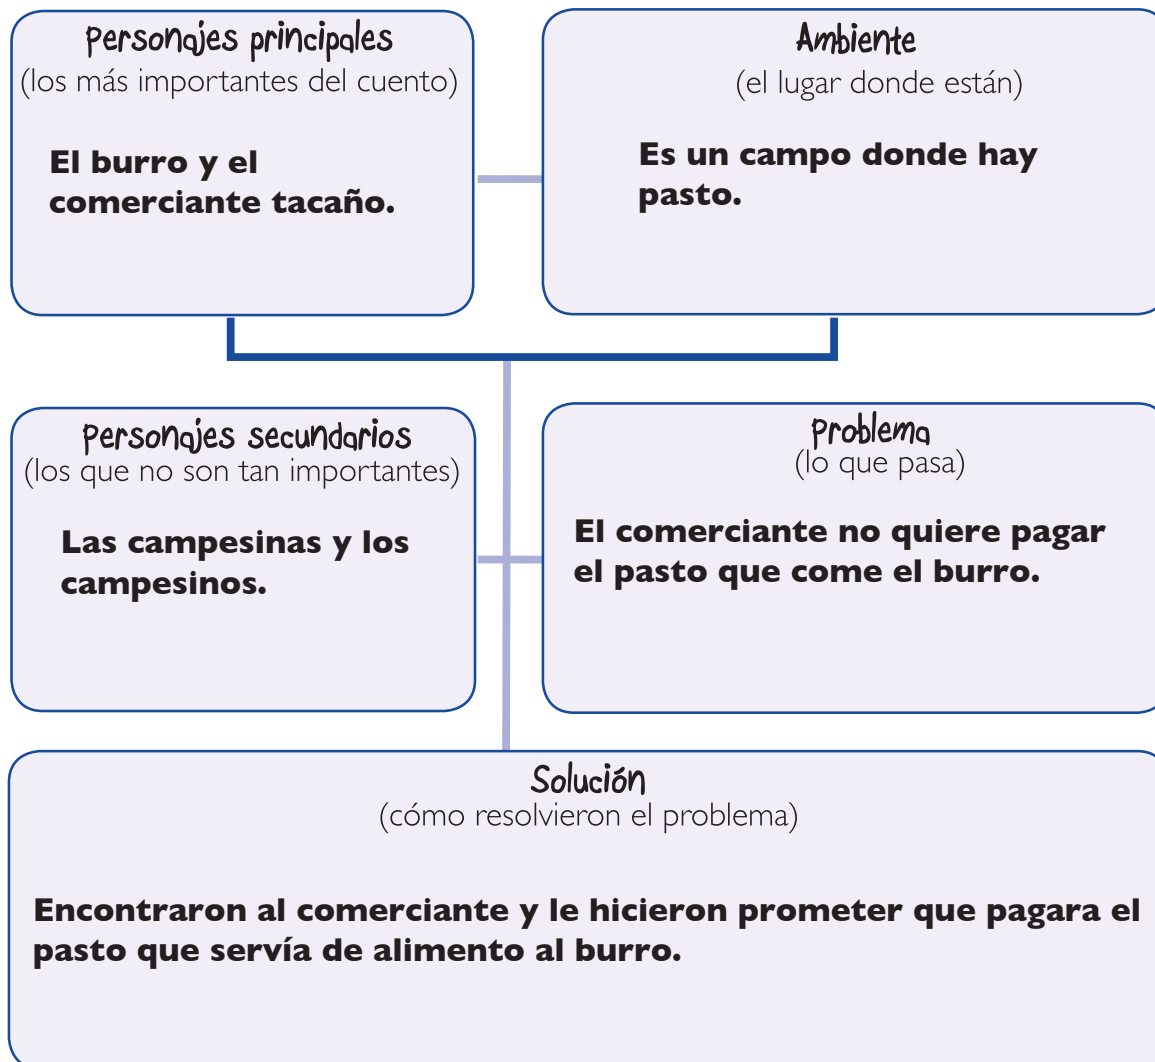 Personajes principales
(los más importantes del cuento)
El burro y el
comerciante tacaño.
Ambiente
(el lugar donde están)
Es un campo donde hay
pasto.
Personajes secundarios
(los que no son tan importantes)
Las campesinas y los
campesinos.
Problema
(lo que pasa)
El comerciante no quiere pagar
el pasto que come el burro.
Solución
(cómo resolvieron el problema)
Encontraron al comerciante y le hicieron prometer que pagara el
pasto que servía de alimento al burro.